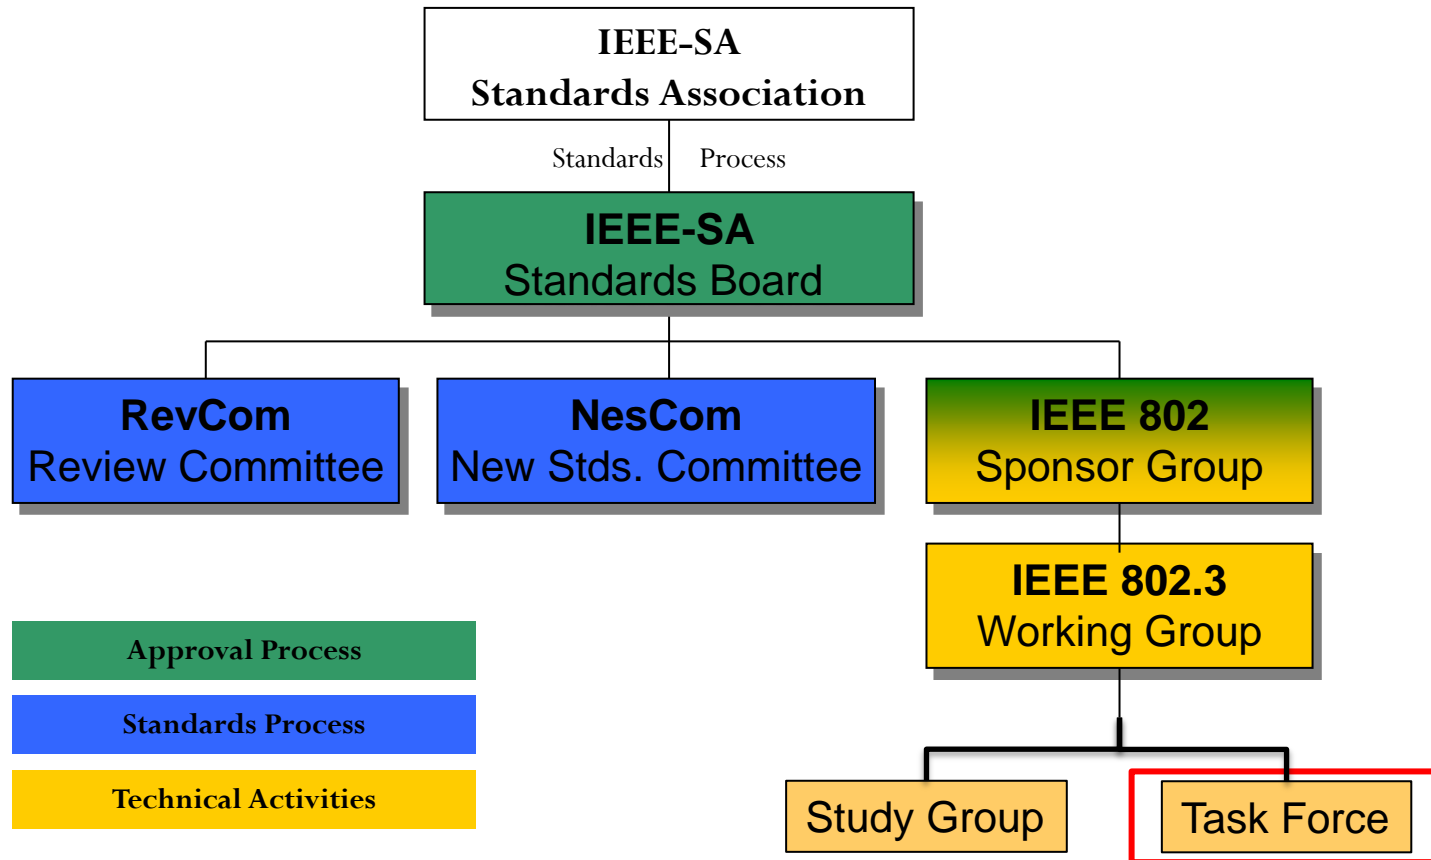 IEEE-SA
Standards Association
Standards Process
IEEE-SA
Standards Board
RevCom
Review Committee
NesCom
New Stds. Committee
IEEE 802
Sponsor Group
IEEE 802.3
Working Group
Approval Process
Standards Process
Technical Activities
Study Group
Task Force